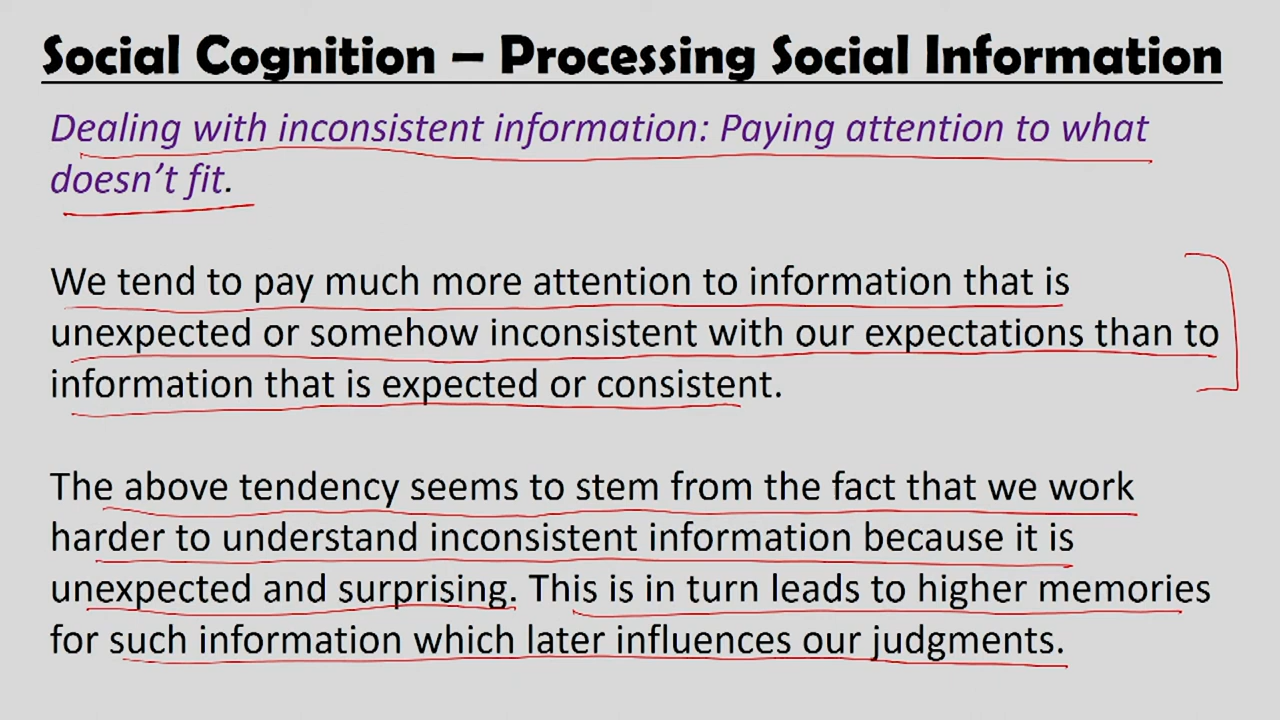 Social Cognition – Processing Social Information
Dealing with inconsistent information: Paying attention to what
doesn’t fit.
We tend to pay much more attention to information that is
unexpected or somehow inconsistent with our expectations than to
information that is expected or consistent.
The above tendency seems to stem from the fact that we work
harder to understand inconsistent information because it is
unexpected and surprising. This is in turn leads to higher memories
for such information which later influences our judgments.